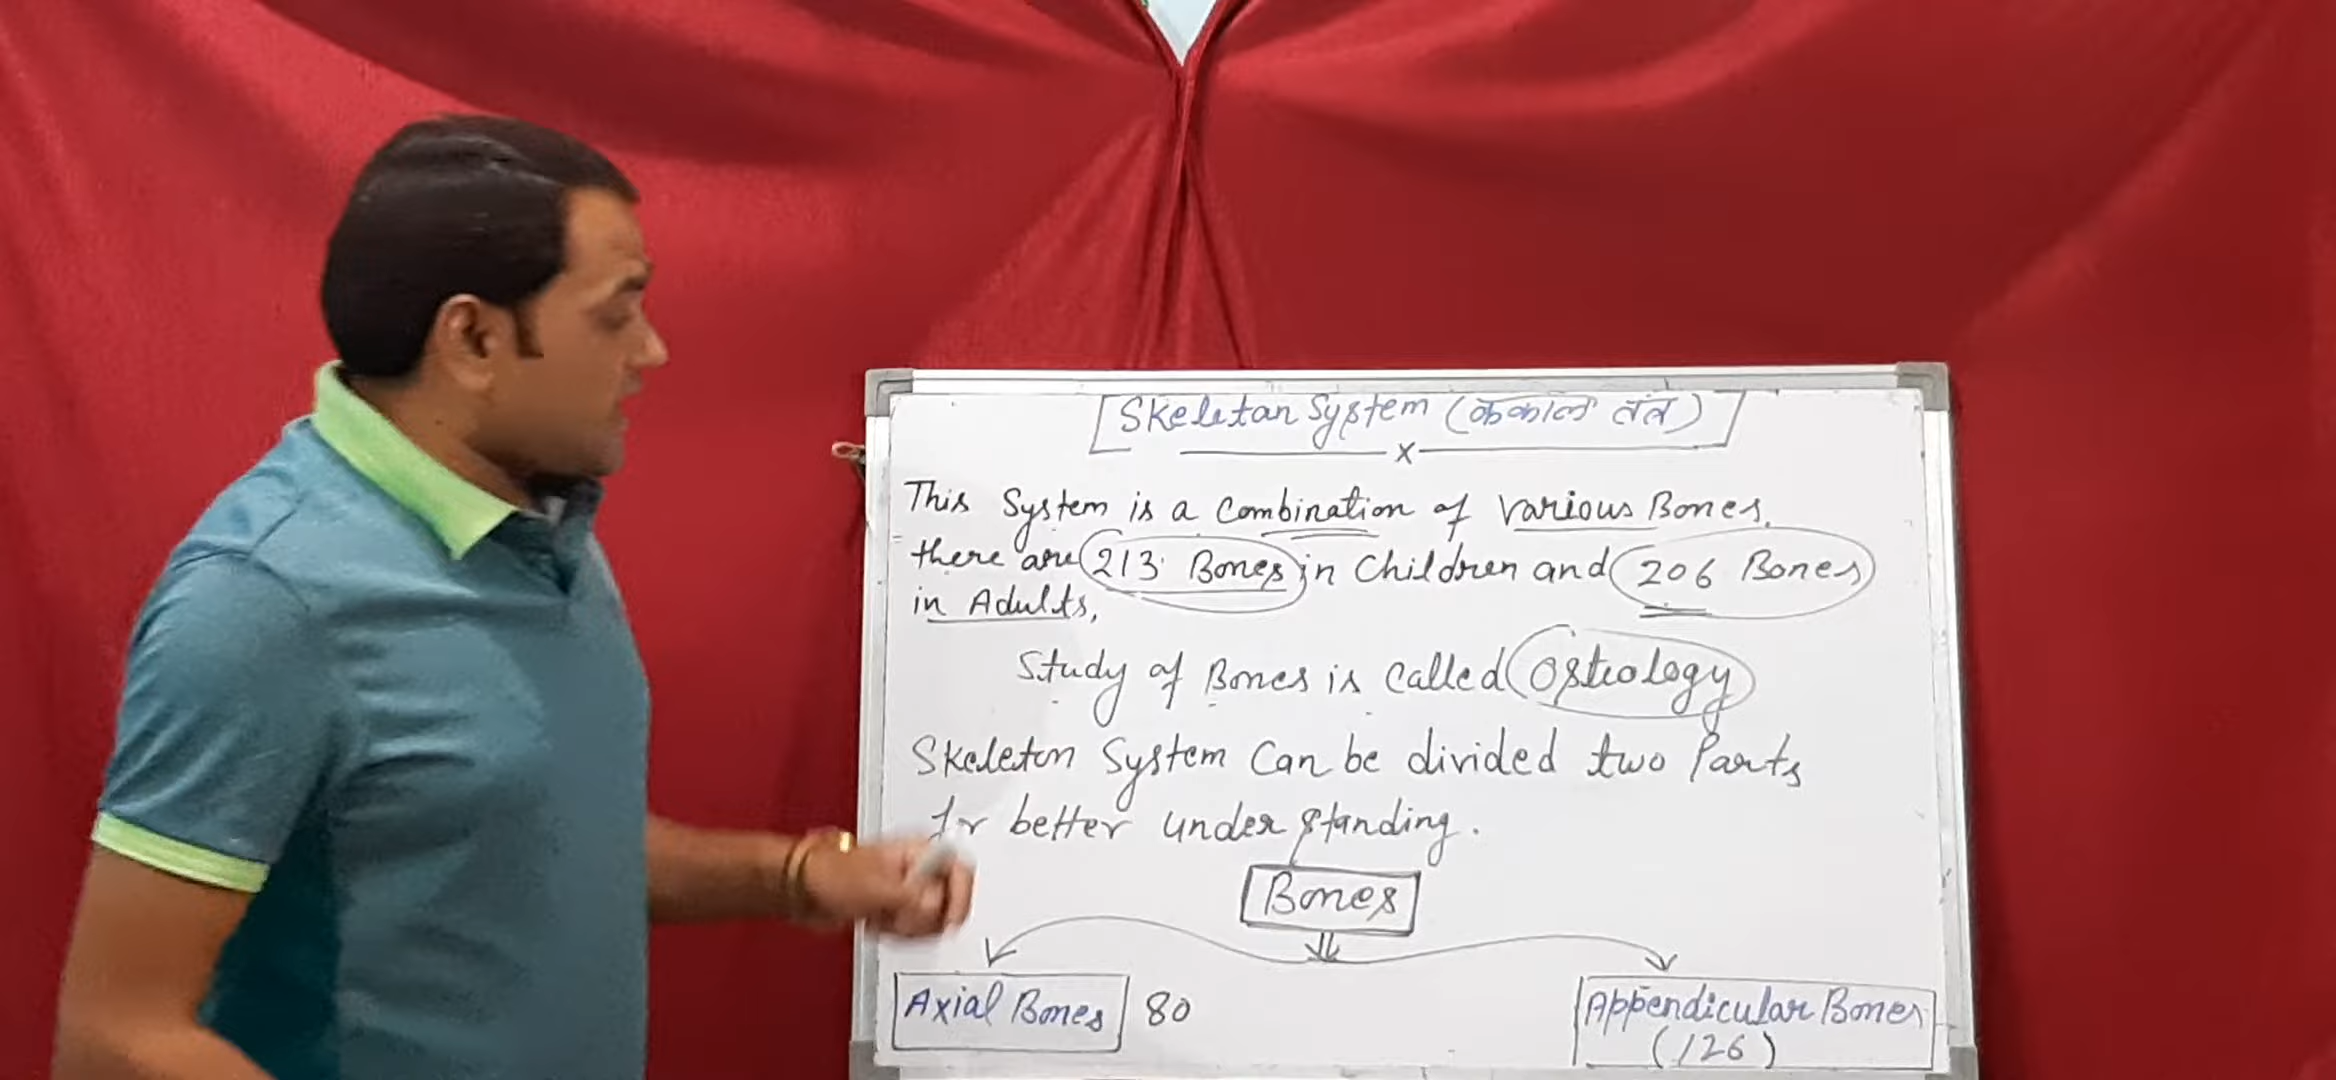 Skeletan System (कंकाल तंत्र)
x
This System is a Combination of various Bones.
there are 213 Bones in Children and 206 Bones
in Adults,
Study of Bones is called Osteology
Skeleton System Can be divided two Parts
for better understanding.
Bones
Axial Bones 80
Appendicular Bones
(126)